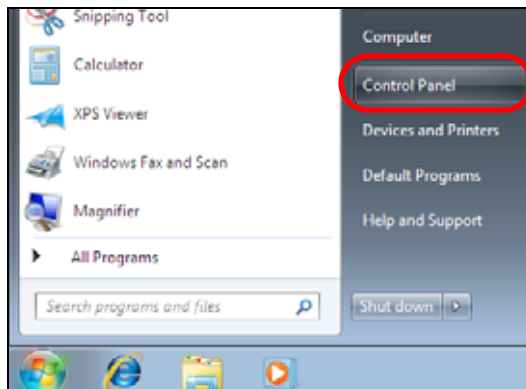 Snipping Tool
Calculator
XPS Viewer
Windows Fax and Scan
Magnifier
All Programs
Search programs and files
Computer
Control Panel
Devices and Printers
Default Programs
Help and Support
Shut down